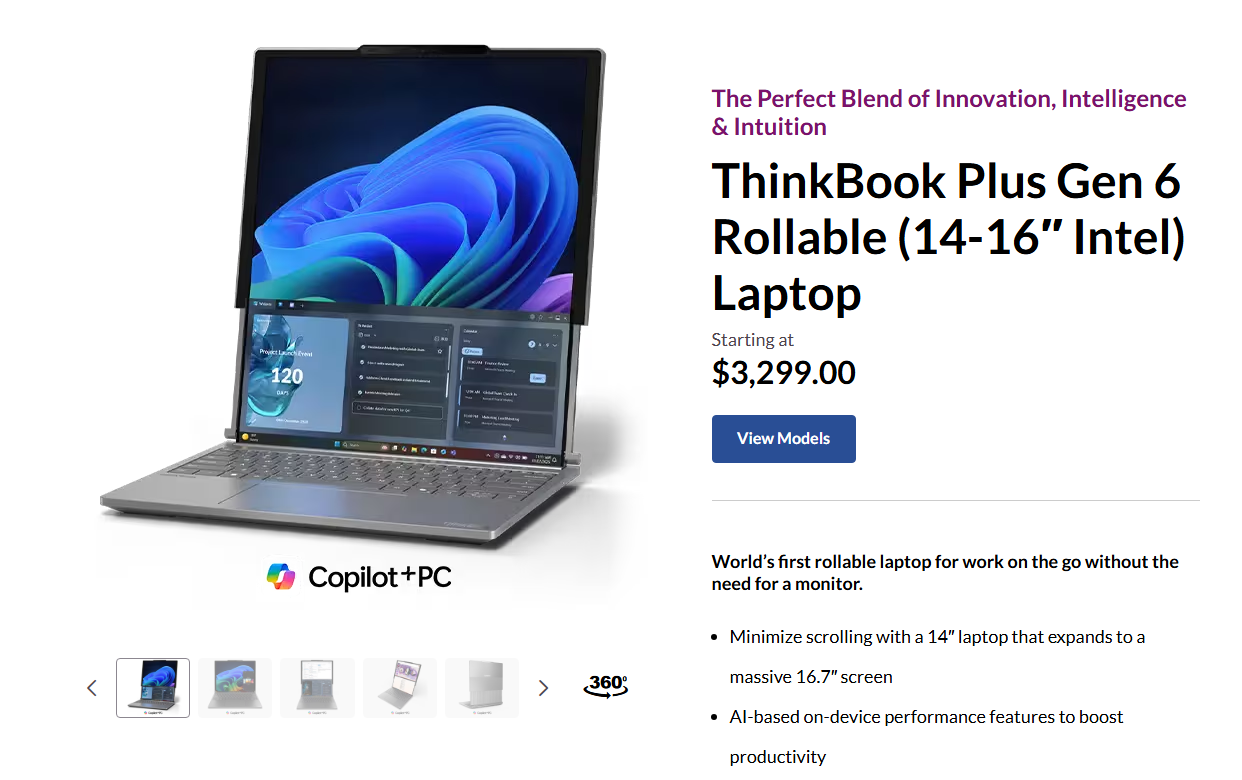 The Perfect Blend of Innovation, Intelligence
& Intuition
ThinkBook Plus Gen 6
Rollable (14-16″ Intel)
Laptop
Starting at
$3,299.00
View Models
World’s first rollable laptop for work on the go without the
need for a monitor.
• Minimize scrolling with a 14″ laptop that expands to a
massive 16.7″ screen
• AI-based on-device performance features to boost
productivity
Project Launch Event
120
DAYS
Copilot+PC
360°